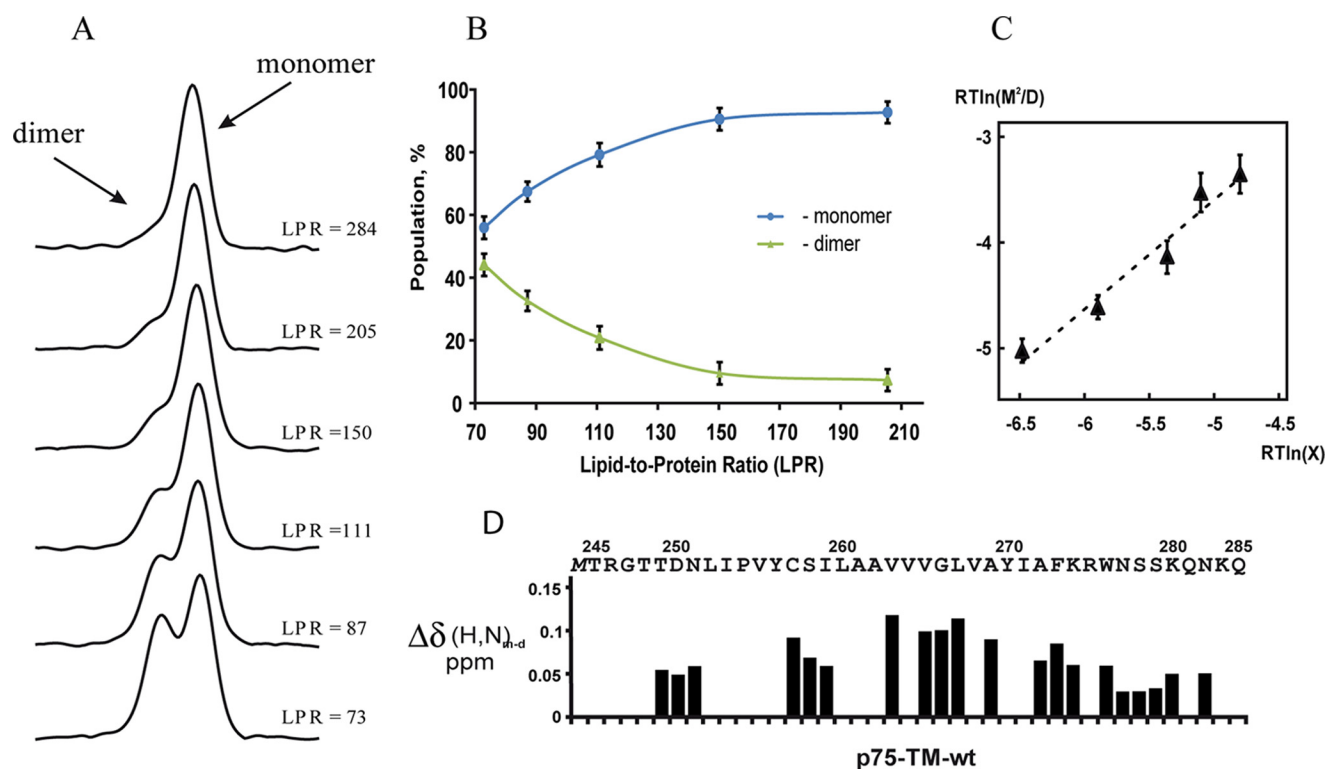 A
monomer
dimer
LPR = 284
LPR = 205
LPR =150
LPR =111
LPR = 87
LPR = 73
B
100
80
60
40
20
0
Population, %
- monomer
- dimer
70 90 110 130 150 170 190 210
Lipid-to-Protein Ratio (LPR)
C
RTln(M²/D)
-3
-4
-5
-6.5 -6 -5.5 -5 -4.5
RTln(X)
D
245 250 260 270 280 285
MTRGTTDNLIPVYCSILAAVVVGLVAYIAFKRWNSSKQNKQ
0.15
0.1
0.05
0
Δδ (H,N)m-d
ppm
p75-TM-wt